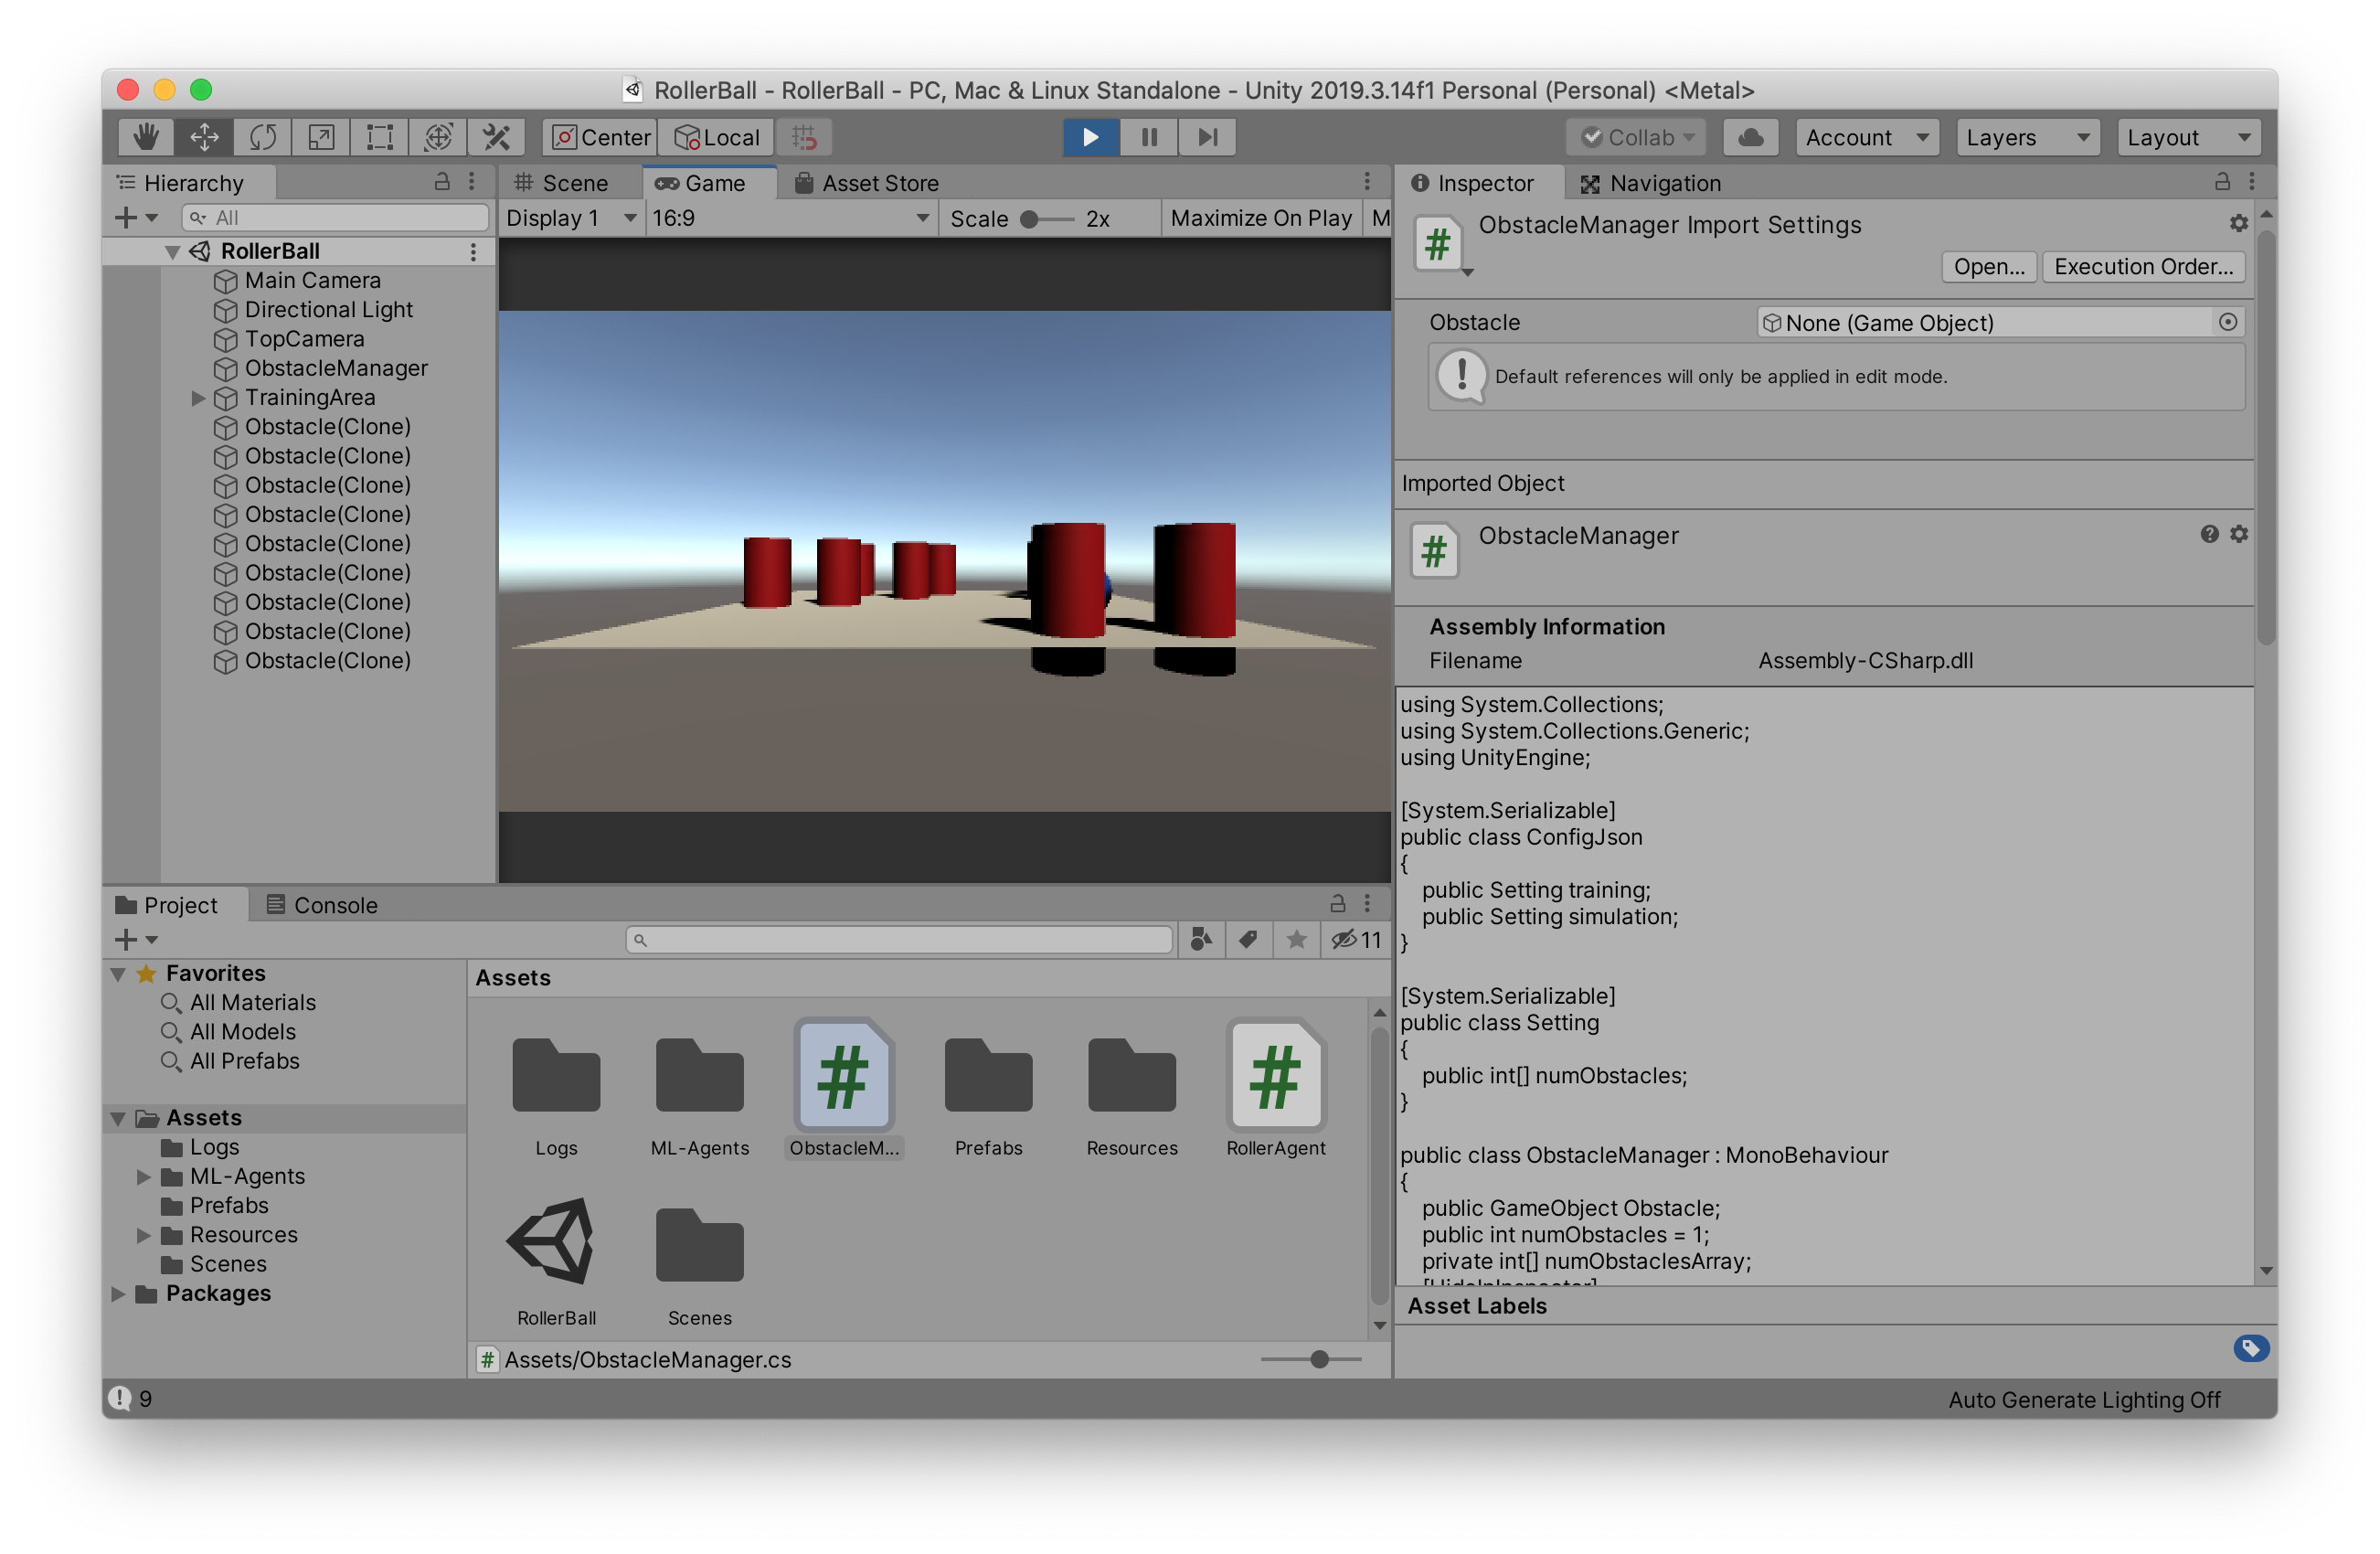 RollerBall - RollerBall - PC, Mac & Linux Standalone - Unity 2019.3.14f1 Personal (Personal) <Metal>
Center Local Collab Account Layers Layout
Hierarchy
All
RollerBall
Main Camera
Directional Light
TopCamera
ObstacleManager
TrainingArea
Obstacle(Clone)
Obstacle(Clone)
Obstacle(Clone)
Obstacle(Clone)
Obstacle(Clone)
Obstacle(Clone)
Obstacle(Clone)
Obstacle(Clone)
Obstacle(Clone)
Scene Game Asset Store
Display 1 16:9 Scale 2x Maximize On Play M
Inspector Navigation
ObstacleManager Import Settings
Open... Execution Order...
Obstacle None (Game Object)
Default references will only be applied in edit mode.
Imported Object
ObstacleManager
Assembly Information
Filename Assembly-CSharp.dll
using System.Collections;
using System.Collections.Generic;
using UnityEngine;
[System.Serializable]
public class ConfigJson
{
public Setting training;
public Setting simulation;
}
[System.Serializable]
public class Setting
{
public int[] numObstacles;
}
public class ObstacleManager : MonoBehaviour
{
public GameObject Obstacle;
public int numObstacles = 1;
private int[] numObstaclesArray;
[HideInInspector]
Asset Labels
Project Console
11
Favorites
All Materials
All Models
All Prefabs
Assets
Logs
ML-Agents
Prefabs
Resources
Scenes
Packages
Assets
Logs ML-Agents ObstacleM... Prefabs Resources RollerAgent
RollerBall Scenes
Assets/ObstacleManager.cs
9
Auto Generate Lighting Off